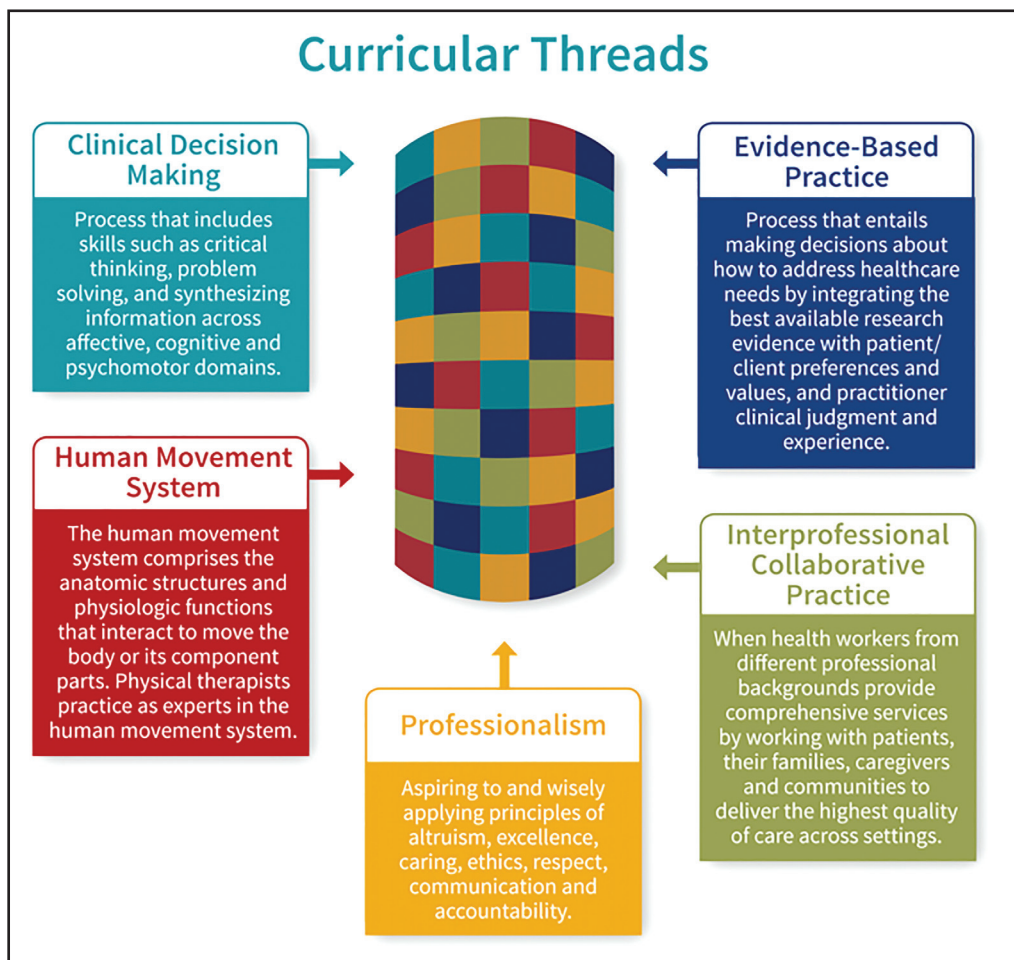 Curricular Threads
Clinical Decision
Making
Process that includes
skills such as critical
thinking, problem
solving, and synthesizing
information across
affective, cognitive and
psychomotor domains.
Human Movement
System
The human movement
system comprises the
anatomic structures and
physiologic functions
that interact to move the
body or its component
parts. Physical therapists
practice as experts in the
human movement system.
Professionalism
Aspiring to and wisely
applying principles of
altruism, excellence,
caring, ethics, respect,
communication and
accountability.
Evidence-Based
Practice
Process that entails
making decisions about
how to address healthcare
needs by integrating the
best available research
evidence with patient/
client preferences and
values, and practitioner
clinical judgment and
experience.
Interprofessional
Collaborative
Practice
When health workers from
different professional
backgrounds provide
comprehensive services
by working with patients,
their families, caregivers
and communities to
deliver the highest quality
of care across settings.